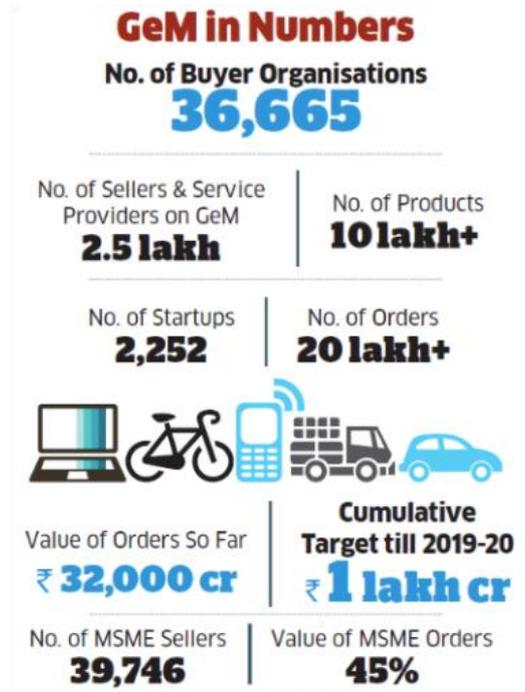 GeM in Numbers
No. of Buyer Organisations
36,665
No. of Sellers & Service
Providers on GeM
2.5 lakh
No. of Products
10 lakh+
No. of Startups
2,252
No. of Orders
20 lakh+
Value of Orders So Far
₹ 32,000 cr
Cumulative
Target till 2019-20
₹ 1 lakh cr
No. of MSME Sellers
39,746
Value of MSME Orders
45%